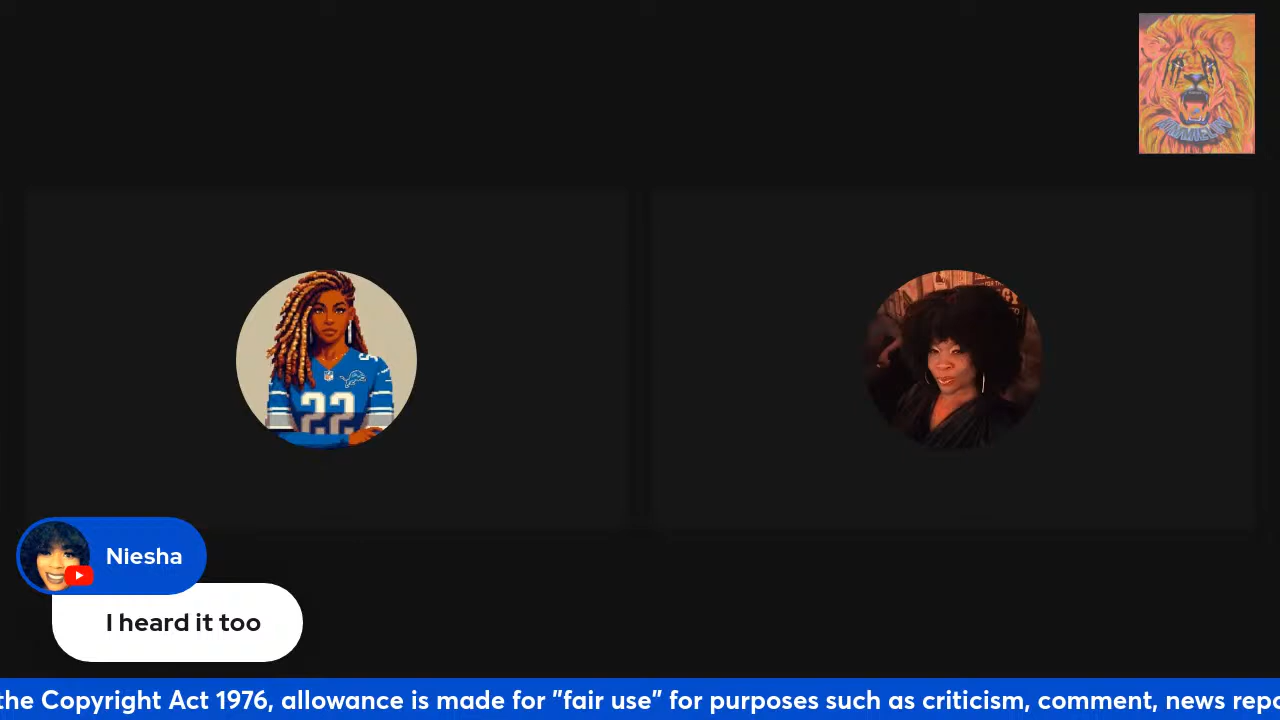 22
Niesha
I heard it too
the Copyright Act 1976, allowance is made for "fair use" for purposes such as criticism, comment, news repo